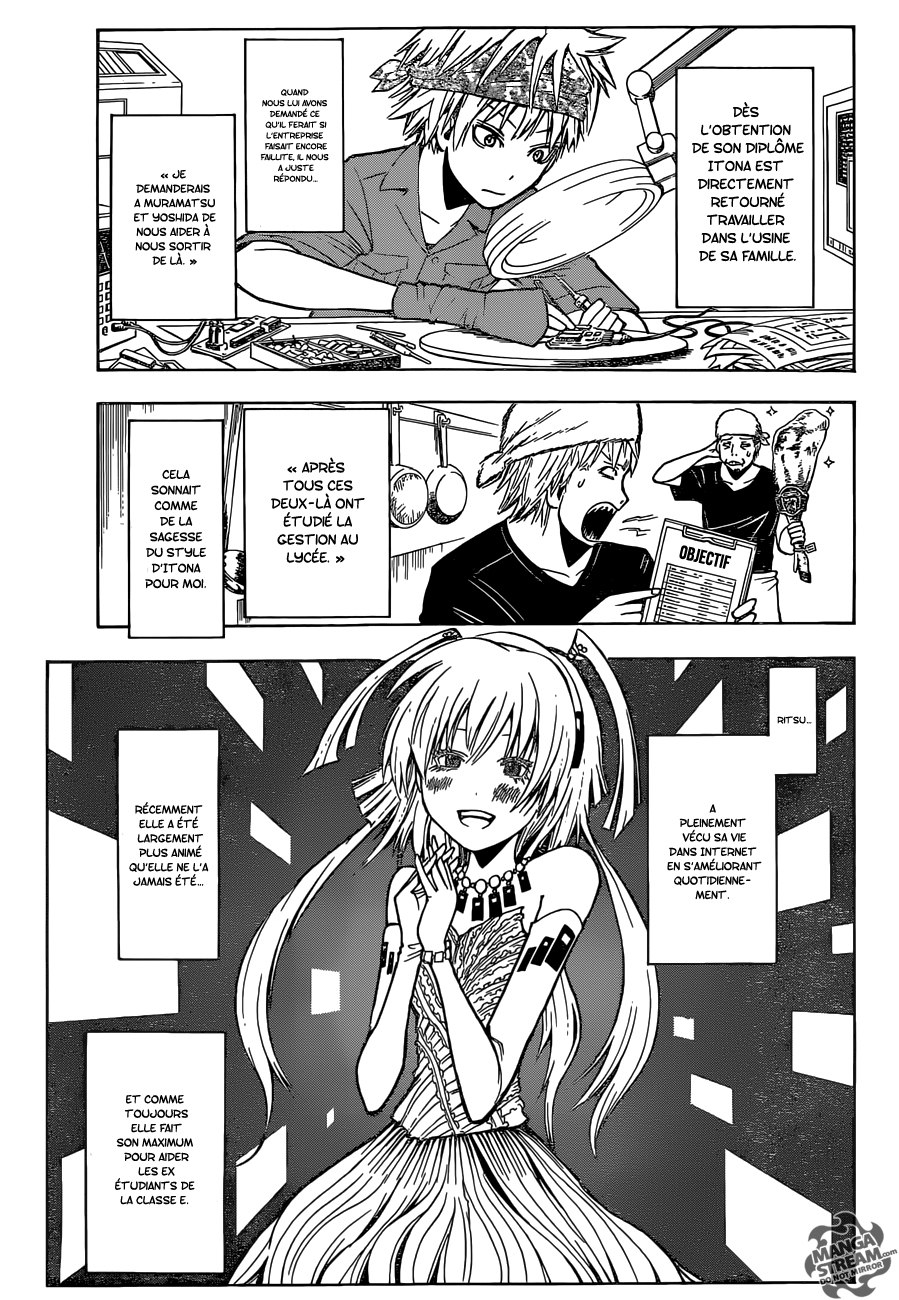 DÈS
L'OBTENTION
DE SON DIPLÔME
ITONA EST
DIRECTEMENT
RETOURNÉ
TRAVAILLER
DANS L'USINE
DE SA FAMILLE.
QUAND
NOUS LUI AVONS
DEMANDÉ CE
QU'IL FERAIT SI
L'ENTREPRISE
FAISAIT ENCORE
FAILLITE, IL NOUS
A JUSTE
RÉPONDU...
« JE
DEMANDERAIS
A MURAMATSU
ET YOSHIDA DE
NOUS AIDER À
NOUS SORTIR
DE LÀ. »
OBJECTIF
« APRÈS
TOUS CES
DEUX-LÀ ONT
ÉTUDIÉ LA
GESTION AU
LYCÉE. »
CELA
SONNAIT
COMME
DE LA
SAGESSE
DU STYLE
D'ITONA
POUR MOI.
RITSU...
A
PLEINEMENT
VÉCU SA VIE
DANS INTERNET
EN S'AMÉLIORANT
QUOTIDIENNE-
MENT.
RÉCEMMENT
ELLE A ÉTÉ
LARGEMENT
PLUS ANIMÉ
QU'ELLE NE L'A
JAMAIS ÉTÉ...
ET COMME
TOUJOURS
ELLE FAIT
SON MAXIMUM
POUR AIDER
LES EX
ÉTUDIANTS DE
LA CLASSE E.
MANGA
STREAM.com
DO NOT MIRROR